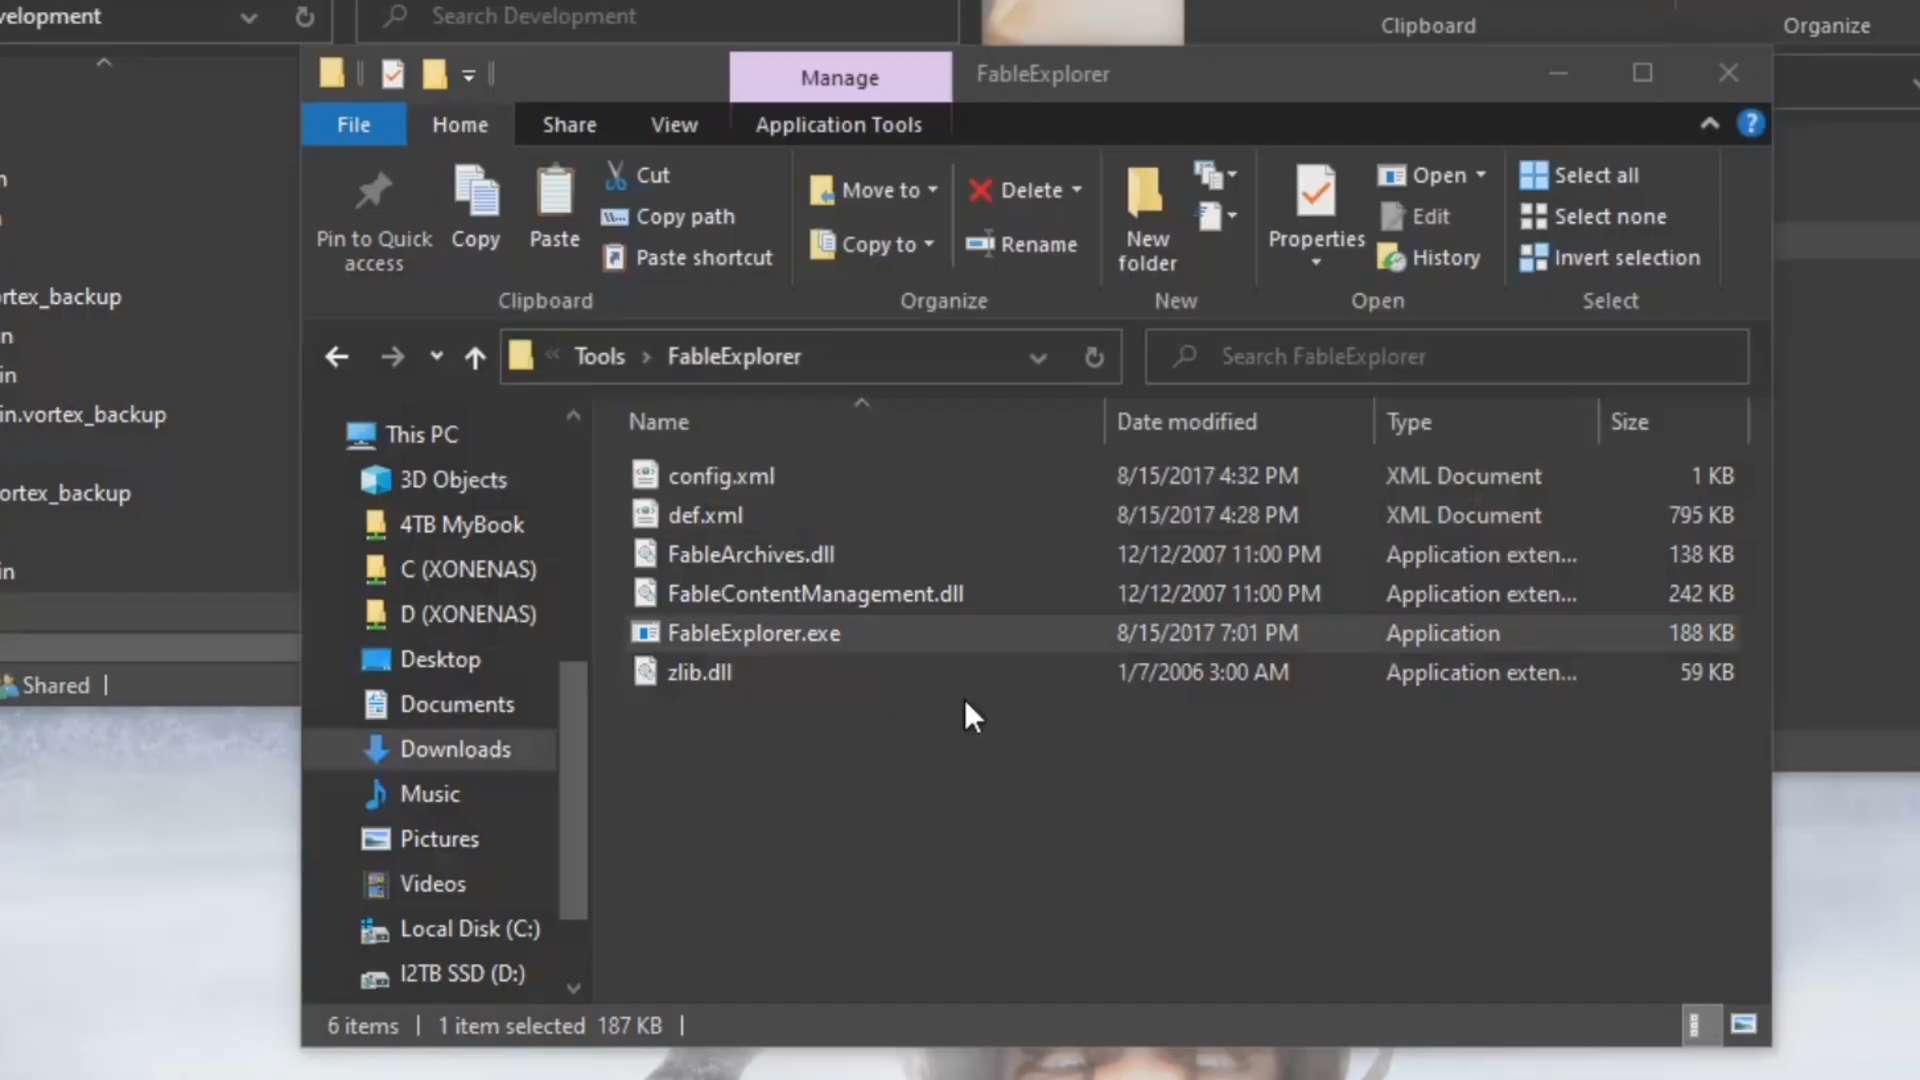 velopment
Search Development
Clipboard
Organize
Manage
FableExplorer
File
Home
Share
View
Application Tools
Pin to Quick
access
Copy
Paste
Cut
Copy path
Paste shortcut
Move to
Copy to
Delete
Rename
New
folder
Properties
Open
Edit
History
Select all
Select none
Invert selection
Clipboard
Organize
New
Open
Select
Tools › FableExplorer
Search FableExplorer
n
rtex_backup
n
in
in.vortex_backup
ortex_backup
in
Shared
This PC
3D Objects
4TB MyBook
C (XONENAS)
D (XONENAS)
Desktop
Documents
Downloads
Music
Pictures
Videos
Local Disk (C:)
I2TB SSD (D:)
Name Date modified Type Size
config.xml 8/15/2017 4:32 PM XML Document 1 KB
def.xml 8/15/2017 4:28 PM XML Document 795 KB
FableArchives.dll 12/12/2007 11:00 PM Application exten... 138 KB
FableContentManagement.dll 12/12/2007 11:00 PM Application exten... 242 KB
FableExplorer.exe 8/15/2017 7:01 PM Application 188 KB
zlib.dll 1/7/2006 3:00 AM Application exten... 59 KB
6 items 1 item selected 187 KB